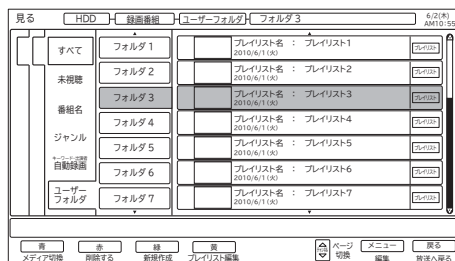 見る HDD 録画番組 ユーザーフォルダ フォルダ3 6/2(木)
AM10:55
すべて
未視聴
番組名
ジャンル
キーワード・出演者
自動録画
ユーザー
フォルダ
フォルダ1
フォルダ2
フォルダ3
フォルダ4
フォルダ5
フォルダ6
フォルダ7
プレイリスト名 : プレイリスト1
2010/6/1(火)
プレイリスト
プレイリスト名 : プレイリスト2
2010/6/1(火)
プレイリスト
プレイリスト名 : プレイリスト3
2010/6/1(火)
プレイリスト
プレイリスト名 : プレイリスト4
2010/6/1(火)
プレイリスト
プレイリスト名 : プレイリスト5
2010/6/1(火)
プレイリスト
プレイリスト名 : プレイリスト6
2010/6/1(火)
プレイリスト
プレイリスト名 : プレイリスト7
2010/6/1(火)
プレイリスト
青 赤 緑 黄 ページ メニュー 戻る
メディア切換 削除する 新規作成 プレイリスト編集 切換 編集 放送へ戻る